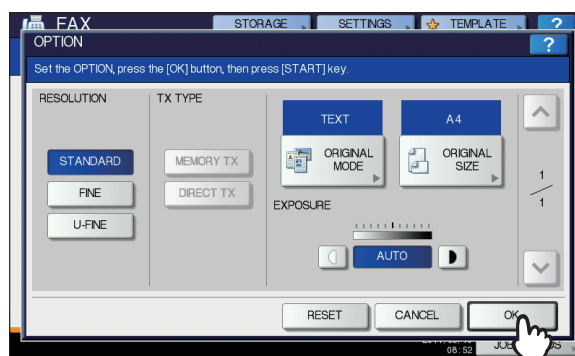 FAX
STORAGE
SETTINGS
TEMPLATE
?
OPTION
?
Set the OPTION, press the [OK] button, then press [START] key.
RESOLUTION
TX TYPE
TEXT
A4
STANDARD
MEMORY TX
ORIGINAL
MODE
ORIGINAL
SIZE
FINE
DIRECT TX
1
1
U-FINE
EXPOSURE
AUTO
RESET
CANCEL
OK
08:52